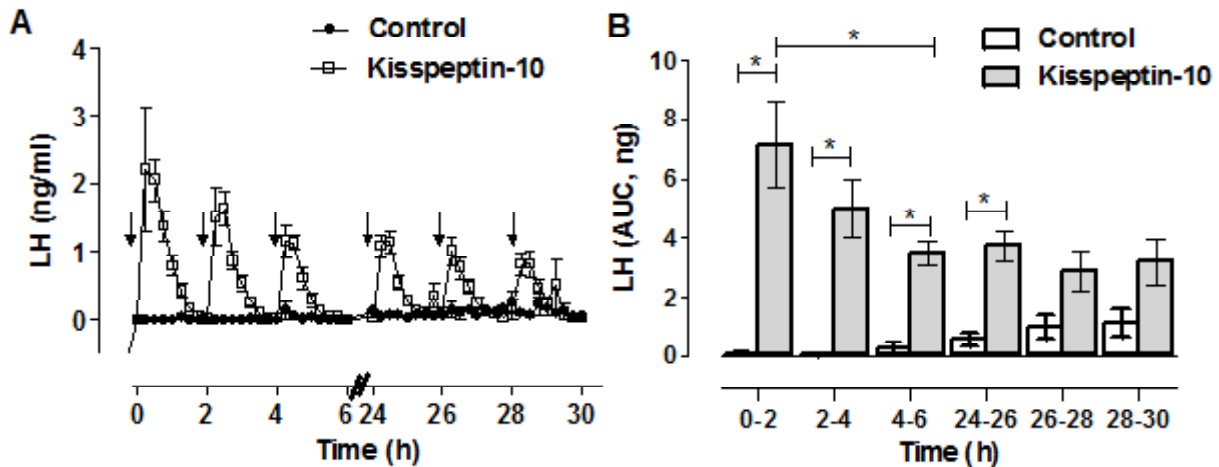 A
Control
Kisspeptin-10
LH (ng/ml)
4
3
2
1
0
0 2 4 6 24 26 28 30
Time (h)
B
Control
Kisspeptin-10
LH (AUC, ng)
10
8
6
4
2
0
* * * * *
0-2 2-4 4-6 24-26 26-28 28-30
Time (h)